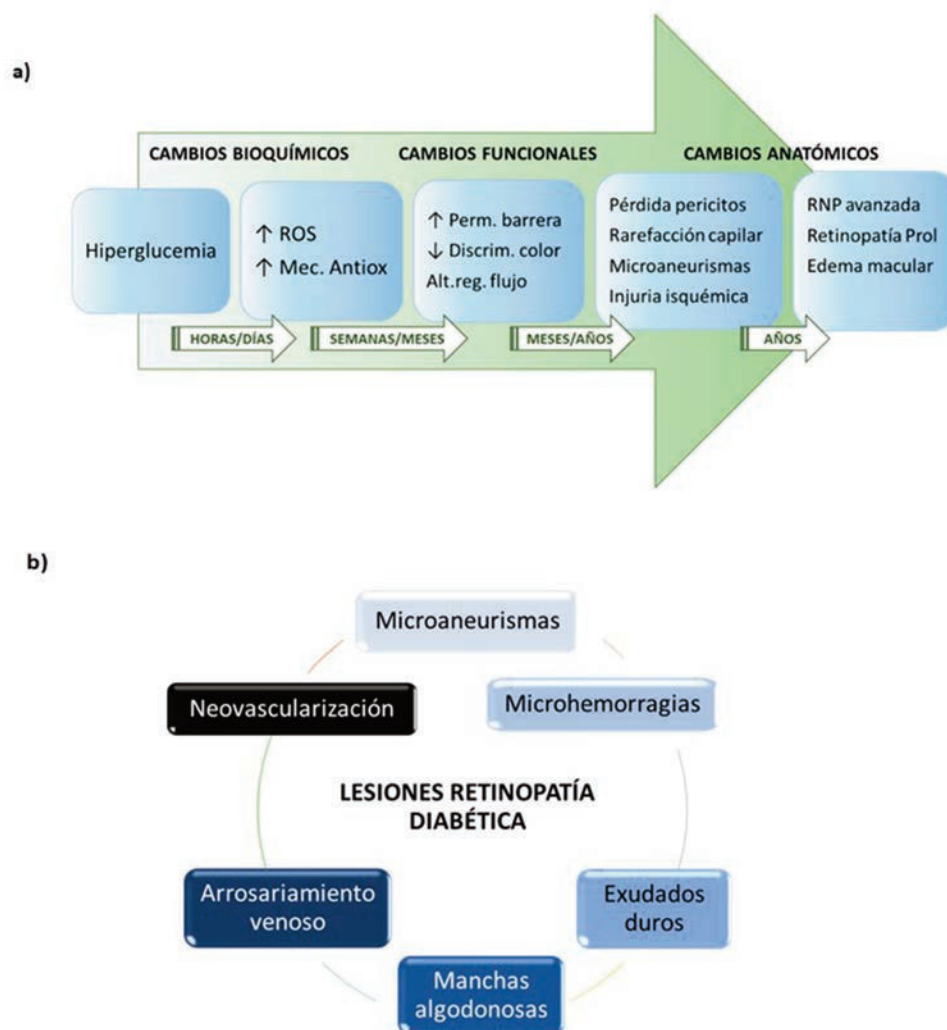 a)
CAMBIOS BIOQUÍMICOS
CAMBIOS FUNCIONALES
CAMBIOS ANATÓMICOS
Hiperglucemia
↑ ROS
↑ Mec. Antiox
↑ Perm. barrera
↓ Discrim. color
Alt.reg. flujo
Pérdida pericitos
Rarefacción capilar
Microaneurismas
Injuria isquémica
RNP avanzada
Retinopatía Prol
Edema macular
HORAS/DÍAS
SEMANAS/MESES
MESES/AÑOS
AÑOS
b)
Microaneurismas
Neovascularización
Microhemorragias
LESIONES RETINOPATÍA
DIABÉTICA
Arrosariamiento
venoso
Exudados
duros
Manchas
algodonosas